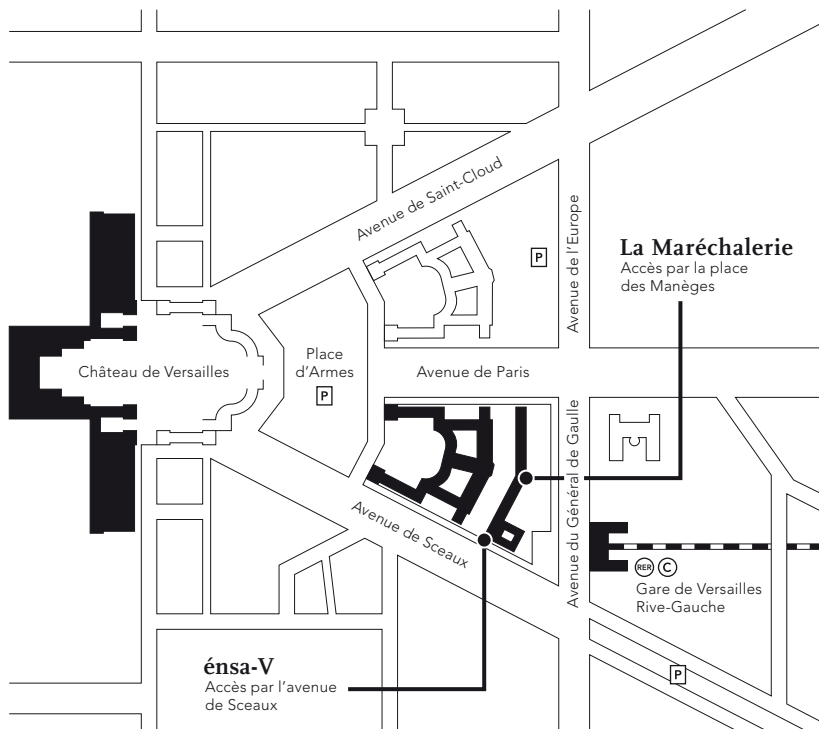 Avenue de Saint-Cloud
Avenue de l'Europe
P
La Maréchalerie
Accès par la place
des Manèges
Château de Versailles
Place
d'Armes
P
Avenue de Paris
Avenue du Général de Gaulle
Avenue de Sceaux
RER C
Gare de Versailles
Rive-Gauche
énsa-V
Accès par l'avenue
de Sceaux
P